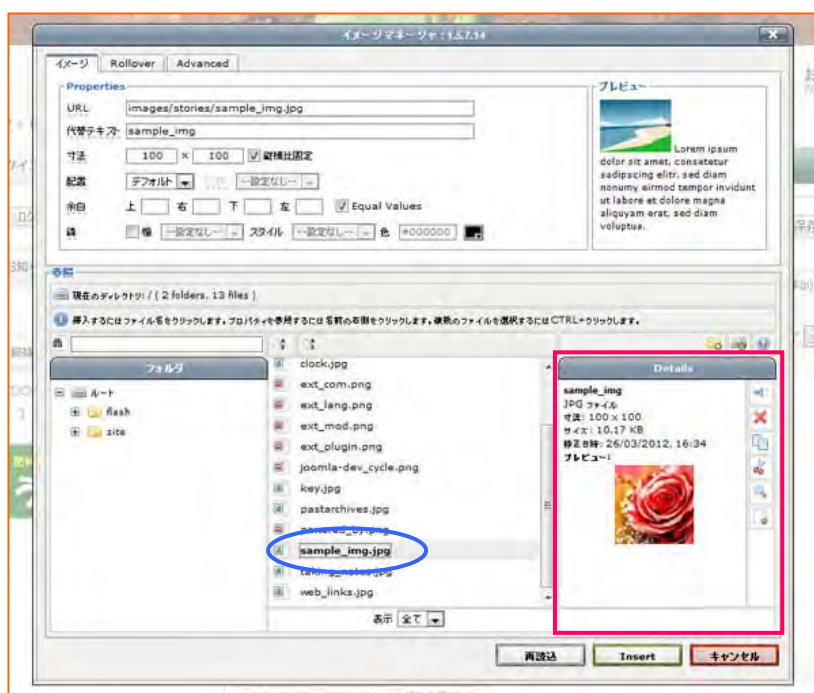 イメージマネージャ : 1.5.7.14
イメージ Rollover Advanced
Properties
URL images/stories/sample_img.jpg
代替テキスト sample_img
寸法 100 × 100 縦横比固定
配置 デフォルト --設定なし--
余白 上 右 下 左 Equal Values
線 幅 --設定なし-- スタイル --設定なし-- 色 #000000
プレビュー
Lorem ipsum
dolor sit amet, consetetur
sadipscing elitr, sed diam
nonumy eirmod tempor invidunt
ut labore et dolore magna
aliquyam erat, sed diam
voluptua.
参照
現在のディレクトリ: / ( 2 folders, 13 files )
導入するにはファイル名をクリックします。プロパティを参照するには名前の右側をクリックします。複数のファイルを選択するにはCTRL+クリックします。
フォルダ
ルート
flash
site
clock.jpg
ext_com.png
ext_lang.png
ext_mod.png
ext_plugin.png
joomla-dev_cycle.png
key.jpg
pastarchives.jpg
powered_by.png
sample_img.jpg
taking_notes.jpg
web_links.jpg
表示 全て
Details
sample_img
JPG ファイル
寸法: 100 x 100
サイズ: 10.17 KB
修正日時: 26/03/2012, 16:34
プレビュー:
再読込 Insert キャンセル